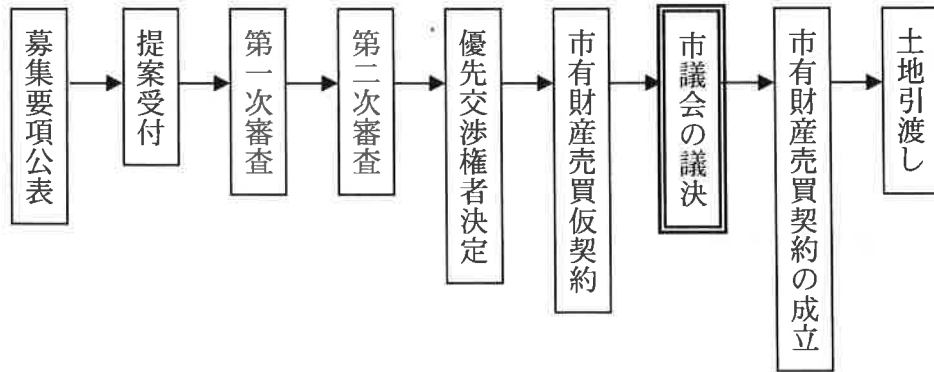 募集要項公表
提案受付
第一次審査
第二次審査
優先交渉権者決定
市有財産売買仮契約
市議会の議決
市有財産売買契約の成立
土地引渡し